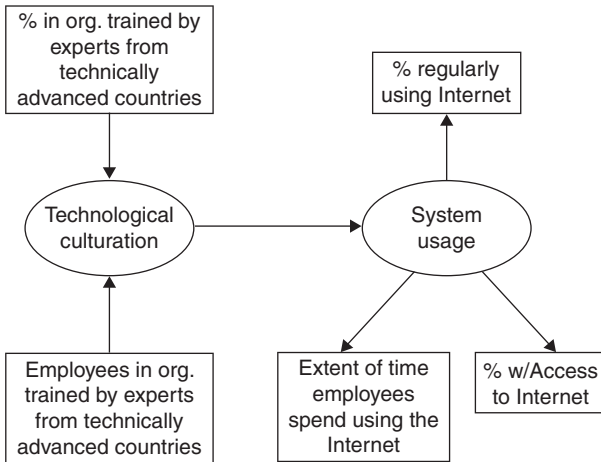 % in org. trained by
experts from
technically
advanced countries
% regularly
using Internet
Technological
culturation
System
usage
Employees in org.
trained by experts
from technically
advanced countries
Extent of time
employees
spend using the
Internet
% w/Access
to Internet